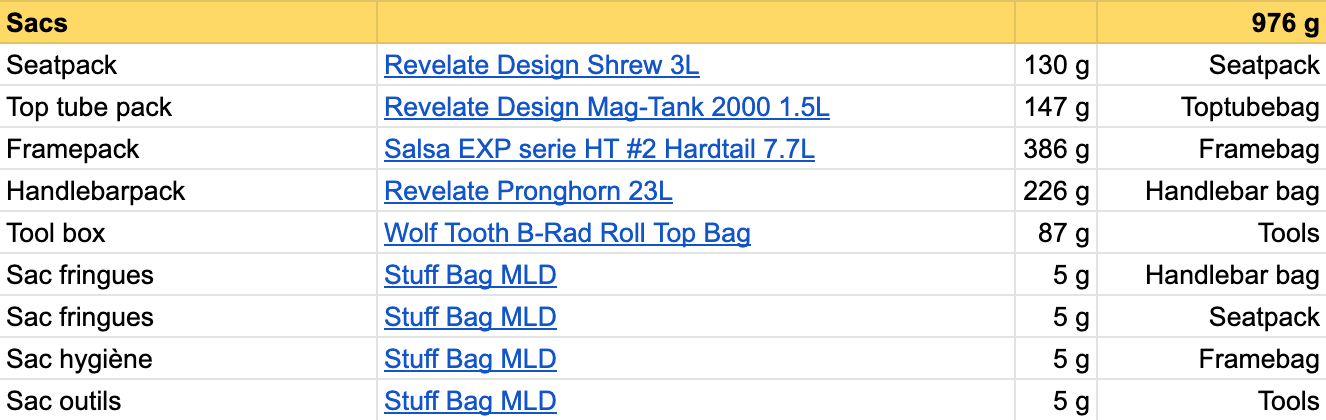 Sacs 976 g
Seatpack Revelate Design Shrew 3L 130 g Seatpack
Top tube pack Revelate Design Mag-Tank 2000 1.5L 147 g Toptubebag
Framepack Salsa EXP serie HT #2 Hardtail 7.7L 386 g Framebag
Handlebarpack Revelate Pronghorn 23L 226 g Handlebar bag
Tool box Wolf Tooth B-Rad Roll Top Bag 87 g Tools
Sac fringues Stuff Bag MLD 5 g Handlebar bag
Sac fringues Stuff Bag MLD 5 g Seatpack
Sac hygiène Stuff Bag MLD 5 g Framebag
Sac outils Stuff Bag MLD 5 g Tools